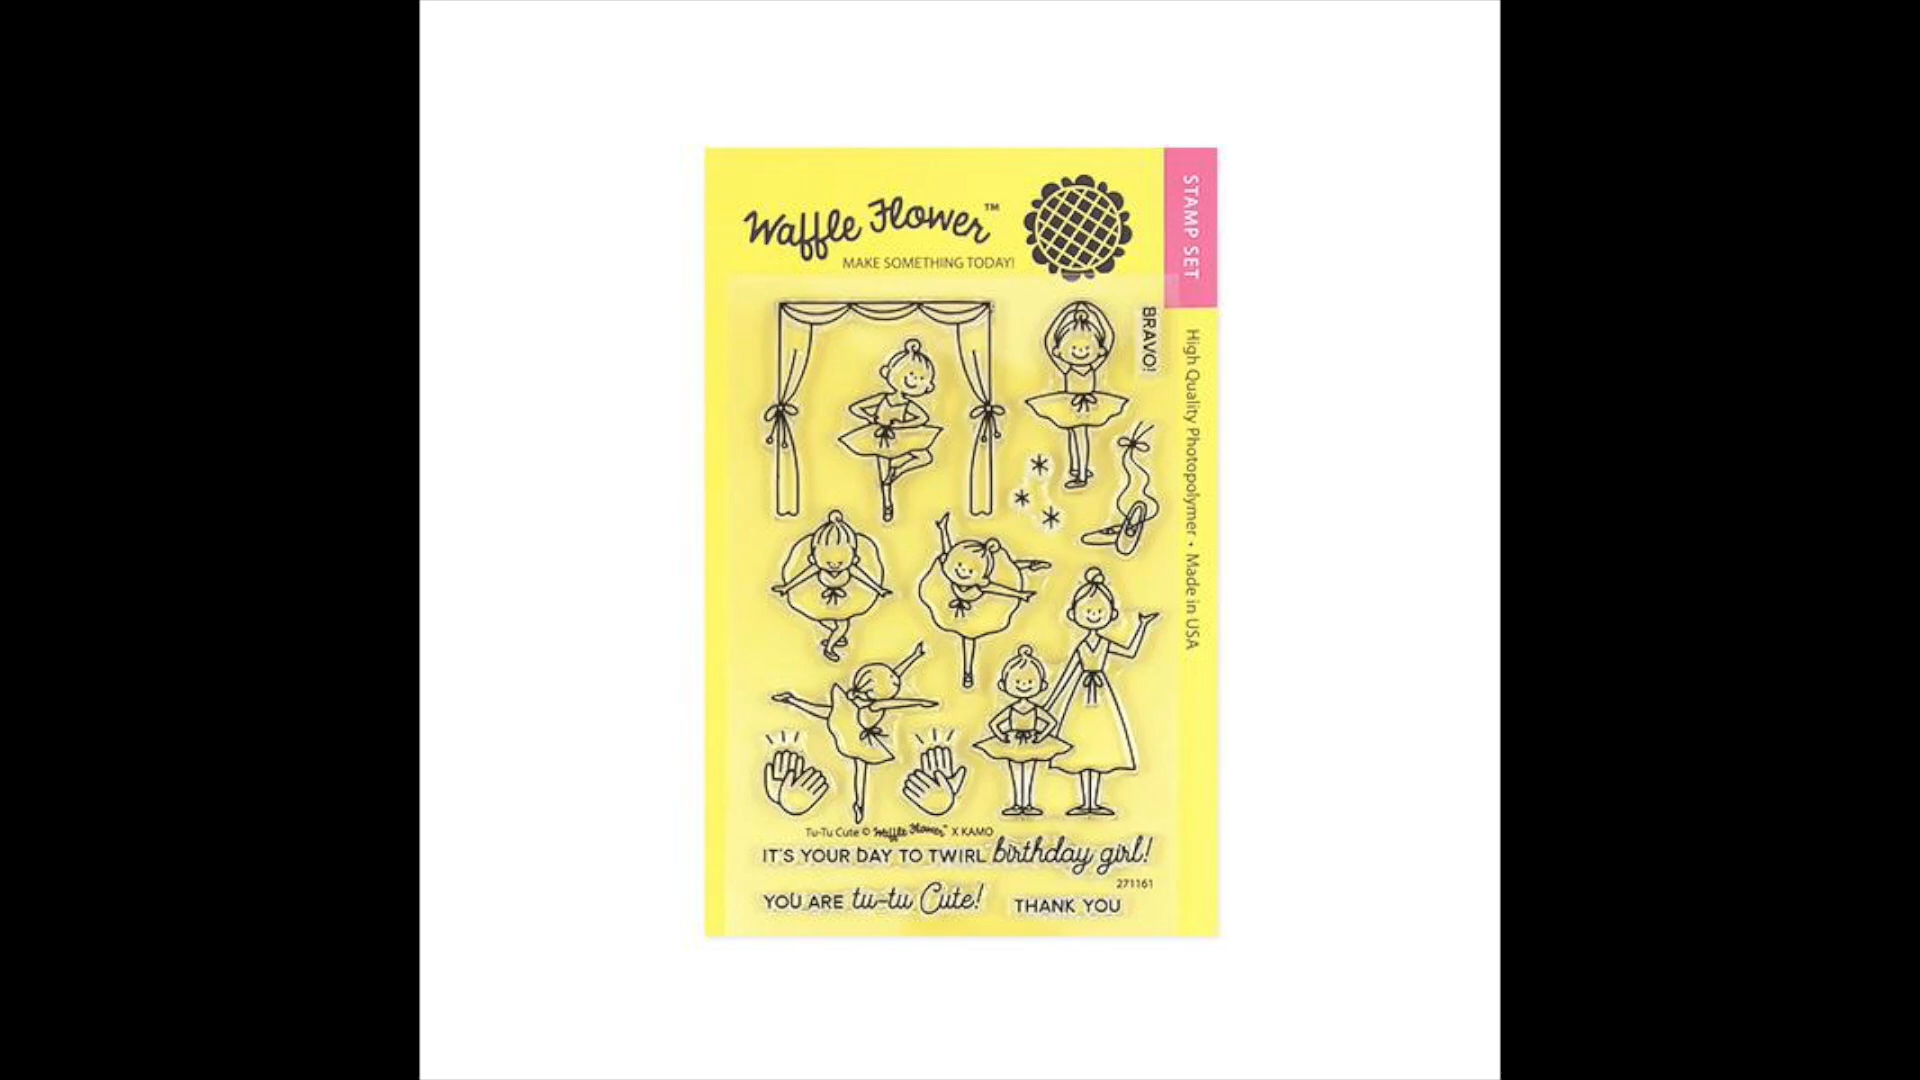 Waffle Flower™
MAKE SOMETHING TODAY!
STAMP SET
High Quality Photopolymer • Made in USA
BRAVO!
Tu-Tu Cute © Waffle Flower™ X KAMO
IT'S YOUR DAY TO TWIRL birthday girl!
271161
YOU ARE tu-tu Cute!
THANK YOU